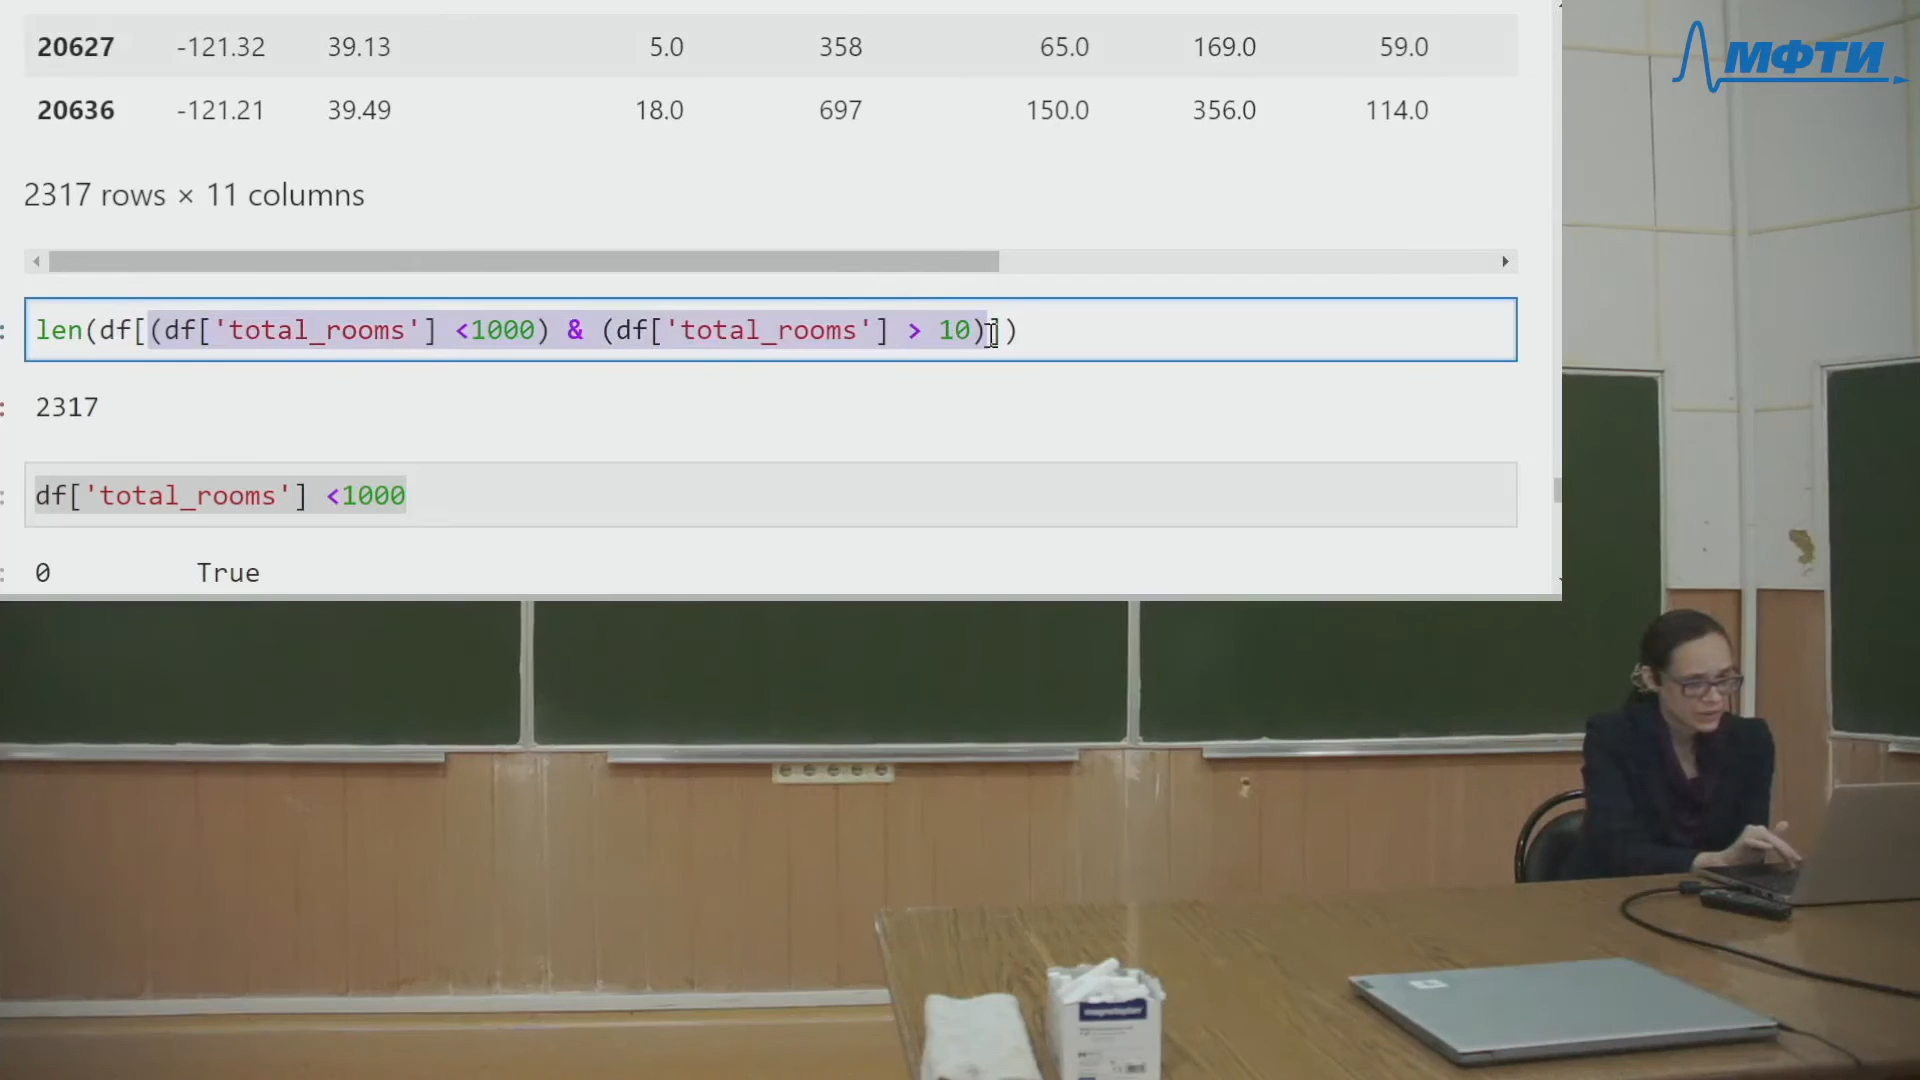 20627 -121.32 39.13 5.0 358 65.0 169.0 59.0
МФТИ
20636 -121.21 39.49 18.0 697 150.0 356.0 114.0
2317 rows × 11 columns
len(df[(df['total_rooms'] <1000) & (df['total_rooms'] > 10)])
2317
df['total_rooms'] <1000
0 True